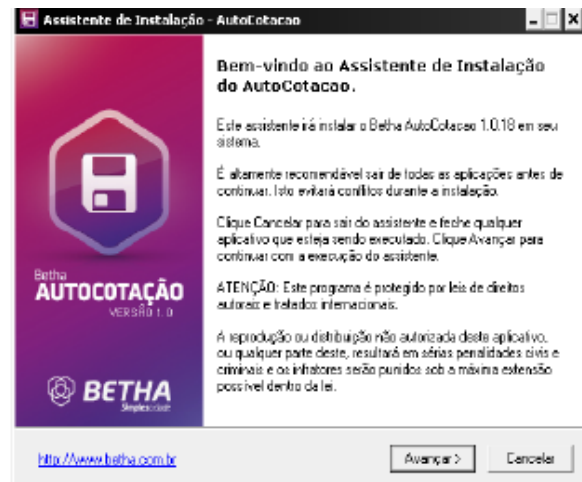 Assistente de Instalação - AutoCotacao
Bem-vindo ao Assistente de Instalação
do AutoCotacao.
Este assistente irá instalar o Betha AutoCotacao 1.0.18 em seu
sistema.
É altamente recomendável sair de todas as aplicações antes de
continuar. Isto evitará conflitos durante a instalação.
Clique Cancelar para sair do assistente e feche qualquer
aplicativo que esteja sendo executado. Clique Avançar para
continuar com a execução do assistente.
ATENÇÃO: Este programa é protegido por leis de direitos
autorais e tratados internacionais.
A reprodução ou distribuição não autorizada deste aplicativo,
ou qualquer parte deste, resultará em sérias penalidades civis e
criminais e os infratores serão punidos sob a máxima extensão
possível dentro da lei.
Betha
AUTOCOTAÇÃO
VERSÃO 1.0
BETHA
http://www.betha.com.br
Avançar >
Cancelar